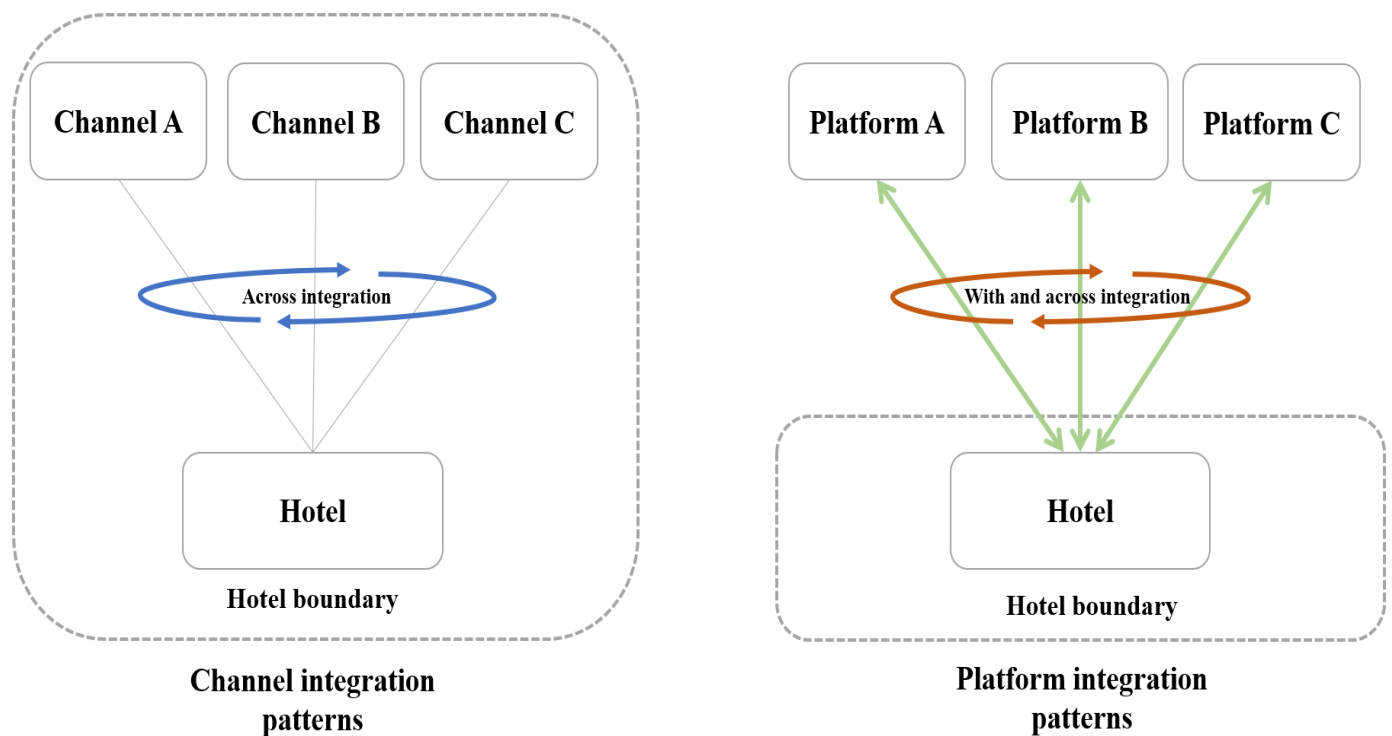 Channel A
Channel B
Channel C
Across integration
Hotel
Hotel boundary
Channel integration
patterns
Platform A
Platform B
Platform C
With and across integration
Hotel
Hotel boundary
Platform integration
patterns